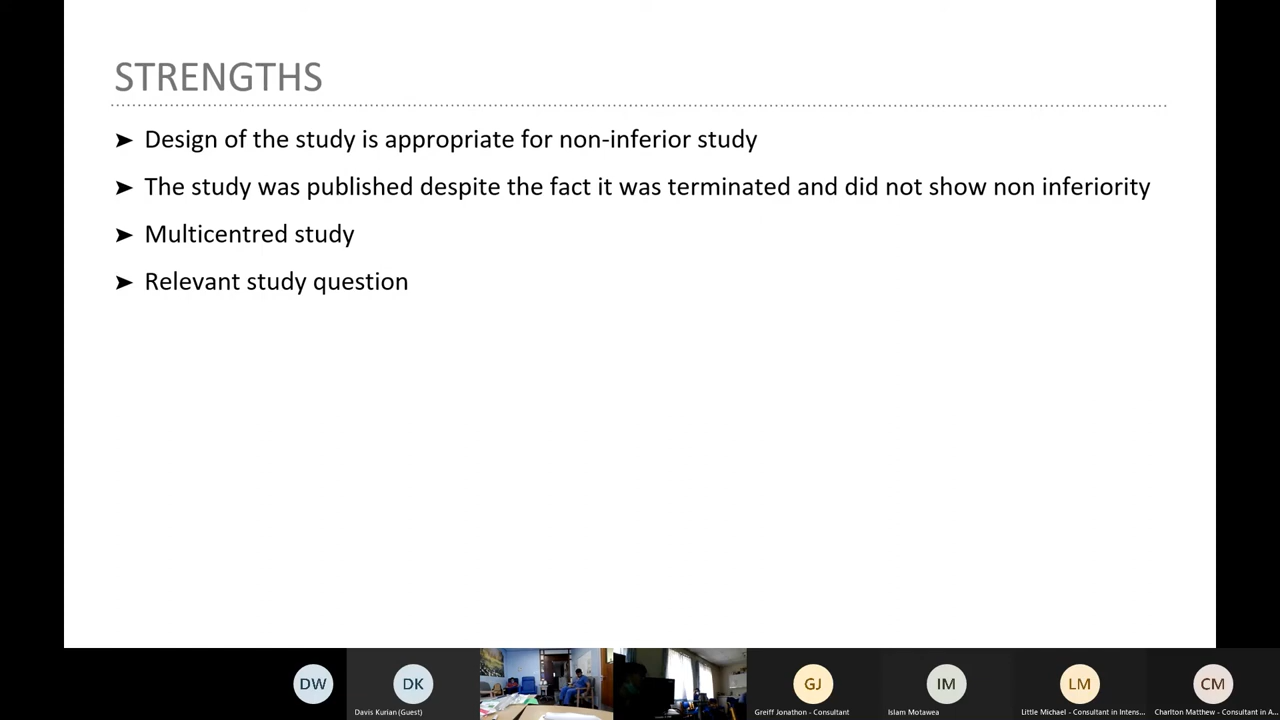 STRENGTHS
➤ Design of the study is appropriate for non-inferior study
➤ The study was published despite the fact it was terminated and did not show non inferiority
➤ Multicentred study
➤ Relevant study question
DW
DK
GJ
IM
LM
CM
Davis Kurian (Guest)
Greiff Jonathon - Consultant
Islam Motawea
Little Michael - Consultant in Intens...
Charlton Matthew - Consultant in A...